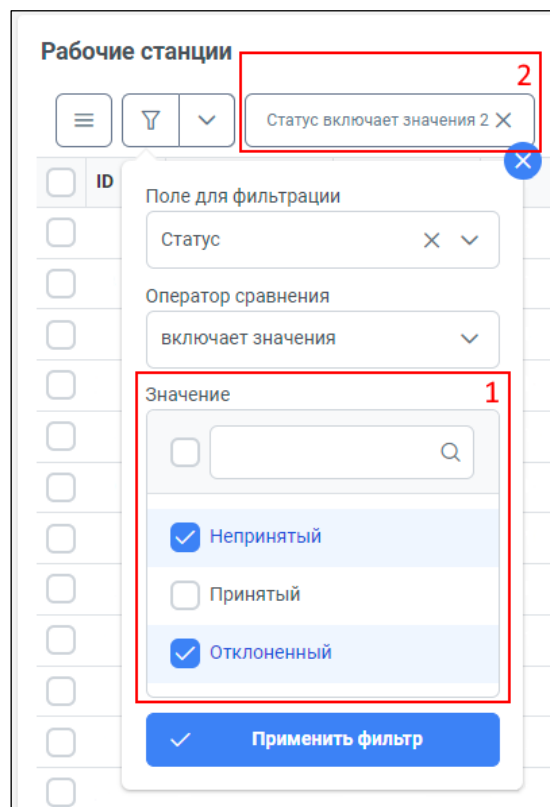 Рабочие станции
2
Статус включает значения 2
ID
Поле для фильтрации
Статус
Оператор сравнения
включает значения
Значение
1
Непринятый
Принятый
Отклоненный
Применить фильтр